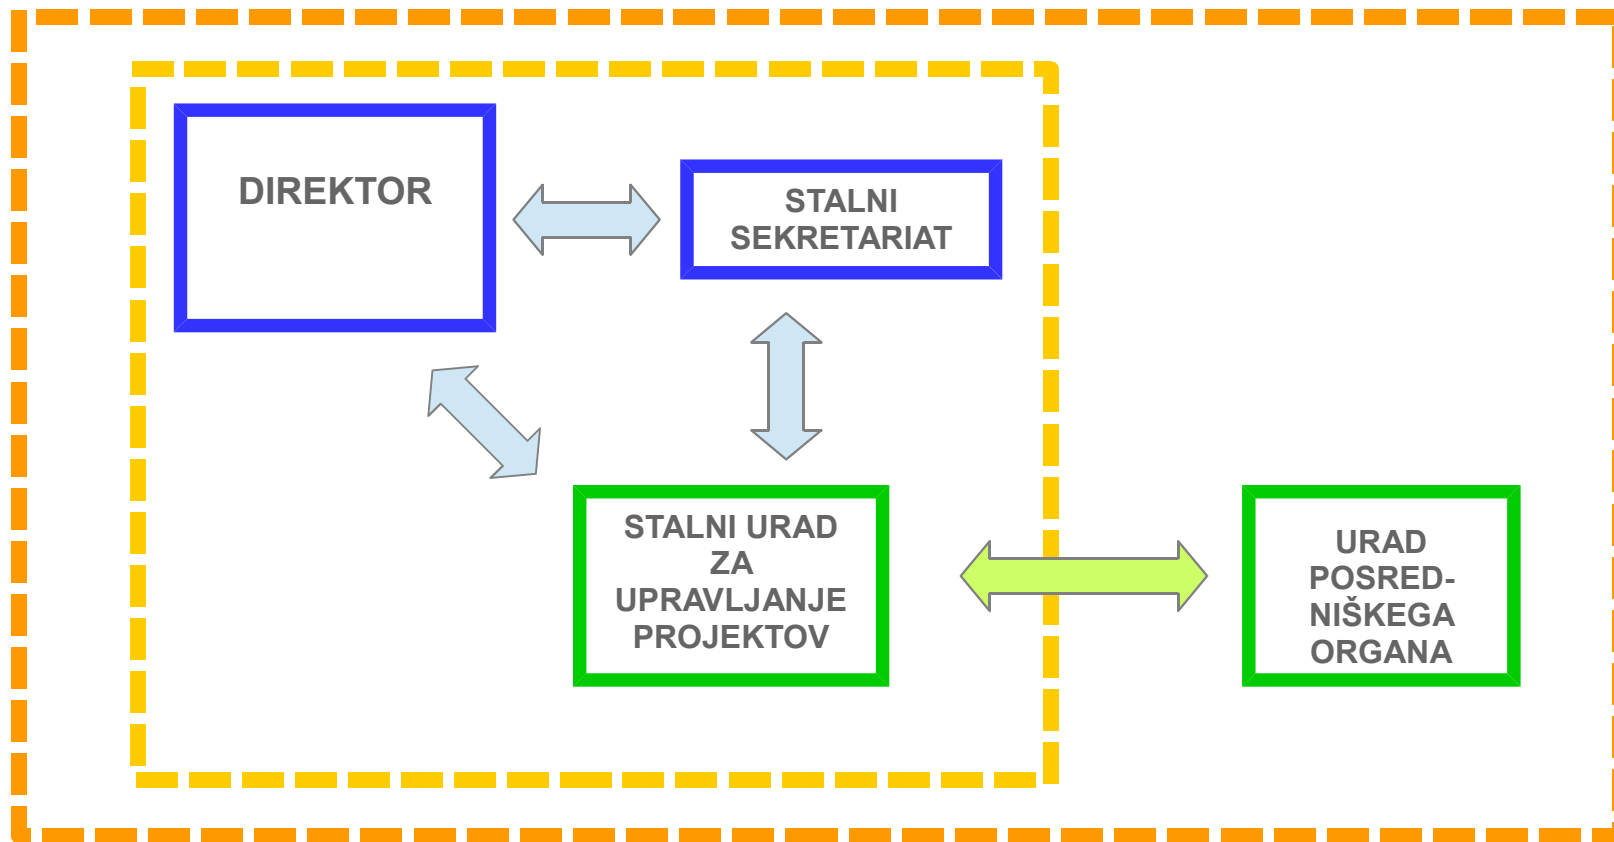 DIREKTOR
STALNI
SEKRETARIAT
STALNI URAD
ZA
UPRAVLJANJE
PROJEKTOV
URAD
POSRED-
NIŠKEGA
ORGANA